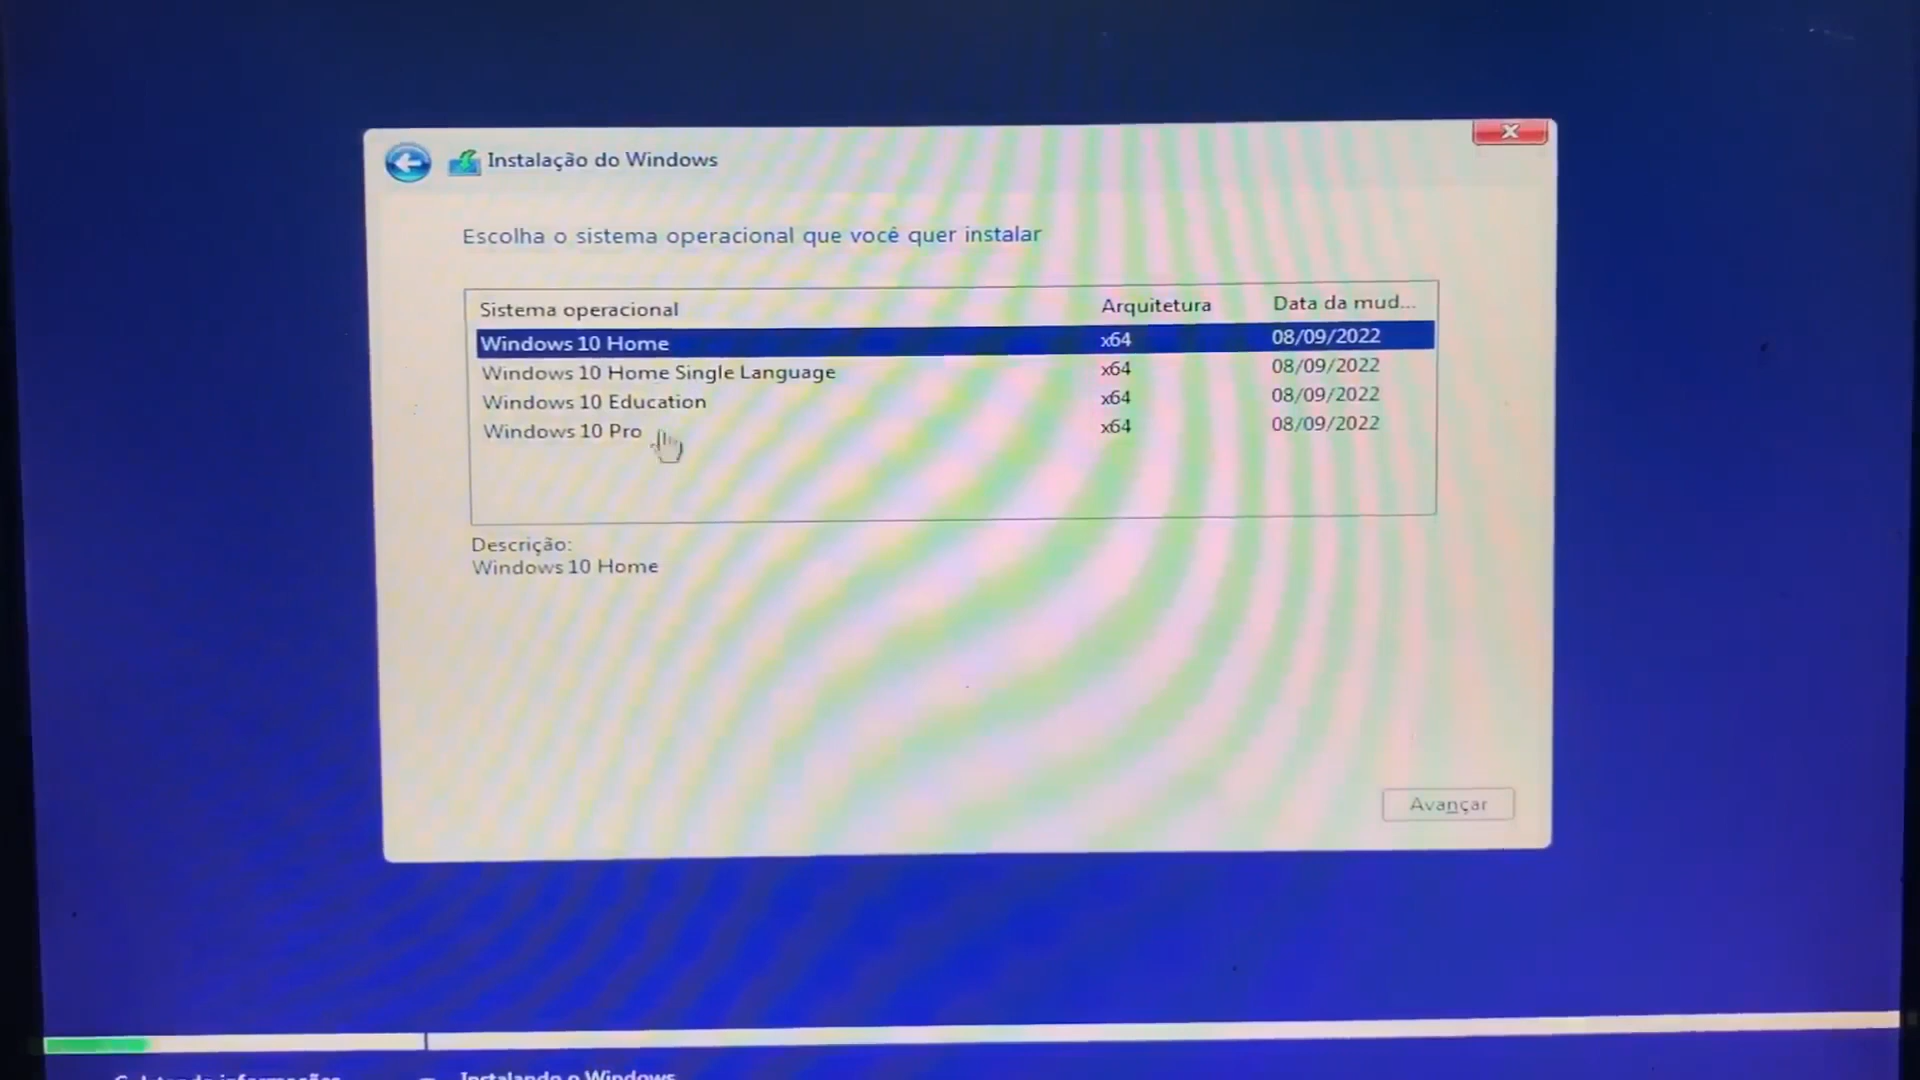 Instalação do Windows
Escolha o sistema operacional que você quer instalar
Sistema operacional Arquitetura Data da mud...
Windows 10 Home x64 08/09/2022
Windows 10 Home Single Language x64 08/09/2022
Windows 10 Education x64 08/09/2022
Windows 10 Pro x64 08/09/2022
Descrição:
Windows 10 Home
Avançar
Instalando o Windows